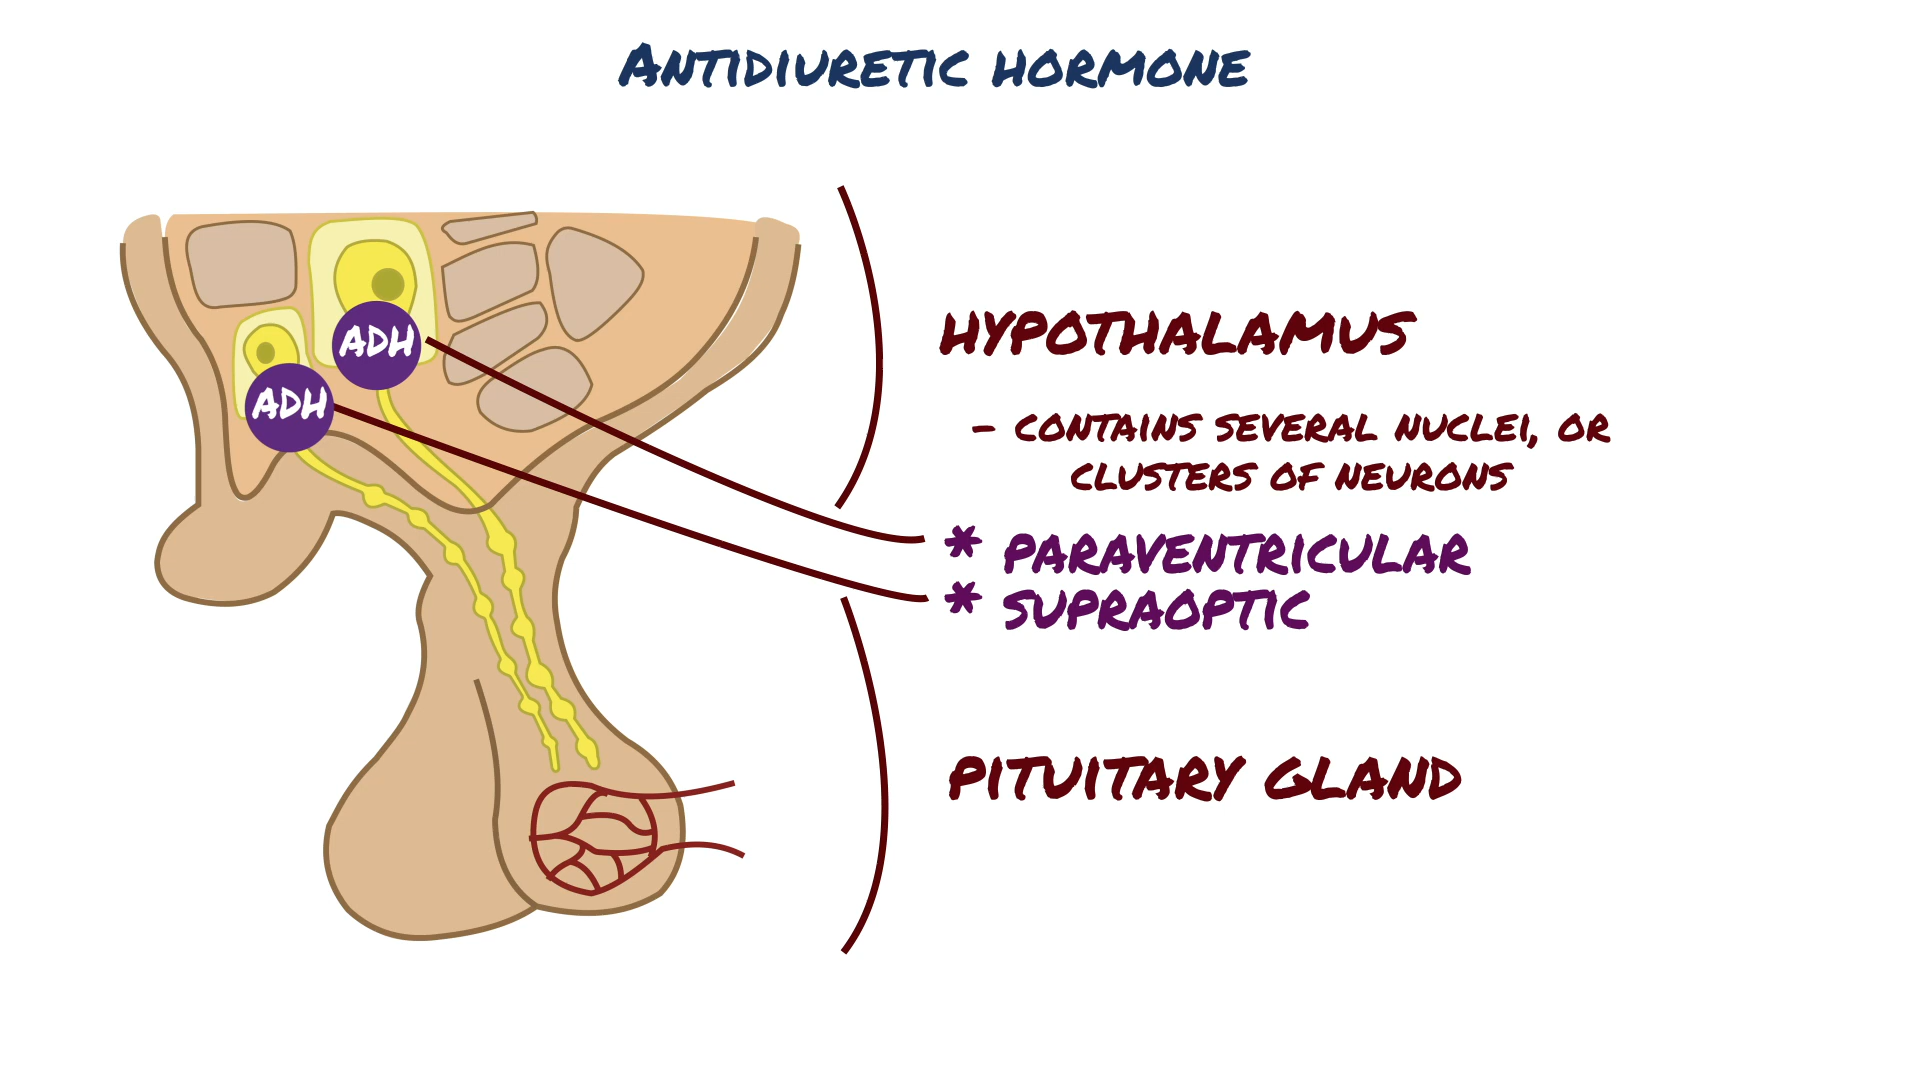 ANTIDIURETIC HORMONE
ADH
ADH
HYPOTHALAMUS
- CONTAINS SEVERAL NUCLEI, OR
CLUSTERS OF NEURONS
* PARAVENTRICULAR
* SUPRAOPTIC
PITUITARY GLAND